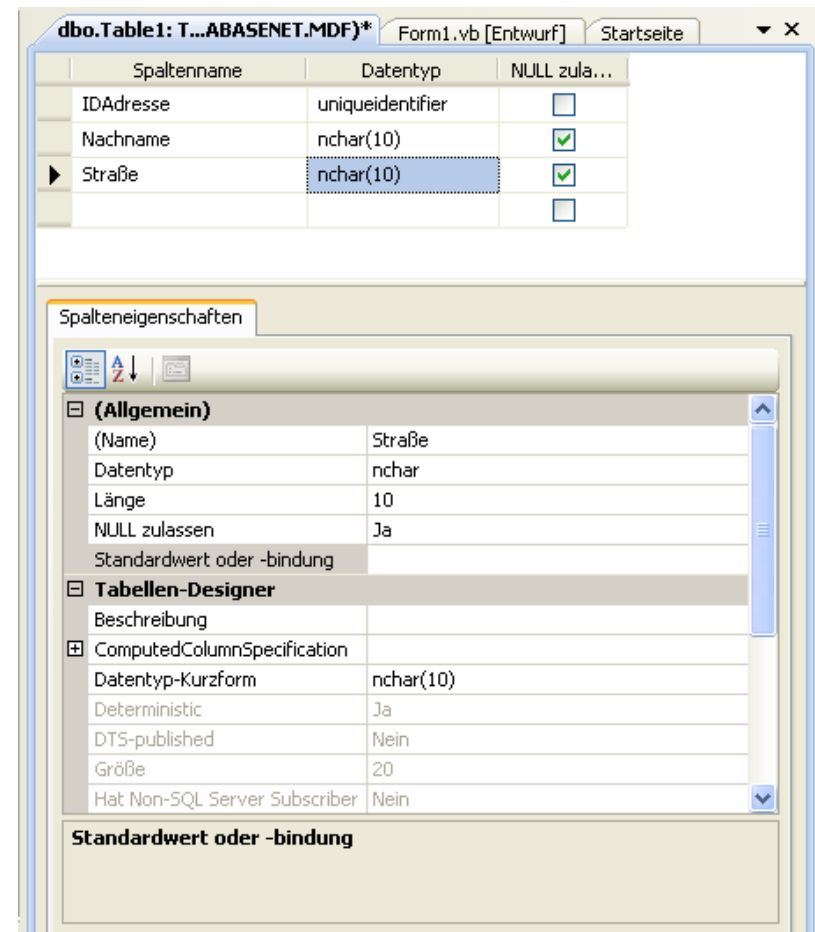 dbo.Table1: T...ABASENET.MDF)* Form1.vb [Entwurf] Startseite
Spaltenname Datentyp NULL zula...
IDAdresse uniqueidentifier
Nachname nchar(10)
Straße nchar(10)
Spalteneigenschaften
(Allgemein)
(Name) Straße
Datentyp nchar
Länge 10
NULL zulassen Ja
Standardwert oder -bindung
Tabellen-Designer
Beschreibung
ComputedColumnSpecification
Datentyp-Kurzform nchar(10)
Deterministic Ja
DTS-published Nein
Größe 20
Hat Non-SQL Server Subscriber Nein
Standardwert oder -bindung